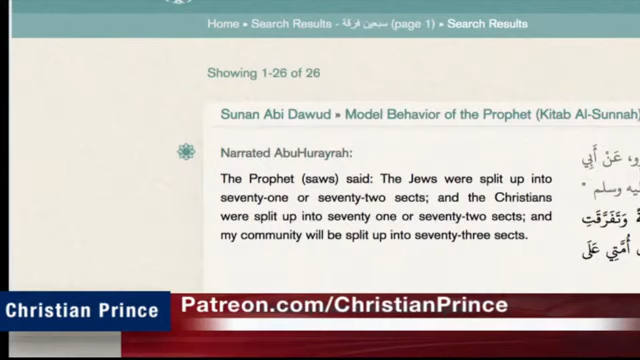 Home » Search Results - سبعين فرقة (page 1) » Search Results
Showing 1-26 of 26
Sunan Abi Dawud » Model Behavior of the Prophet (Kitab Al-Sunnah)
Narrated AbuHurayrah:
The Prophet (saws) said: The Jews were split up into
seventy-one or seventy-two sects; and the Christians
were split up into seventy one or seventy-two sects; and
my community will be split up into seventy-three sects.
عَنْ أَبِي
وسلم "
وَتَفَرَّقَتِ
أُمَّتِي عَلَى
Christian Prince
Patreon.com/ChristianPrince